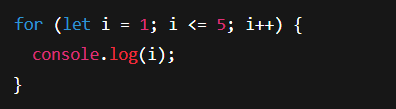 for (let i = 1; i <= 5; i++) {
  console.log(i);
}